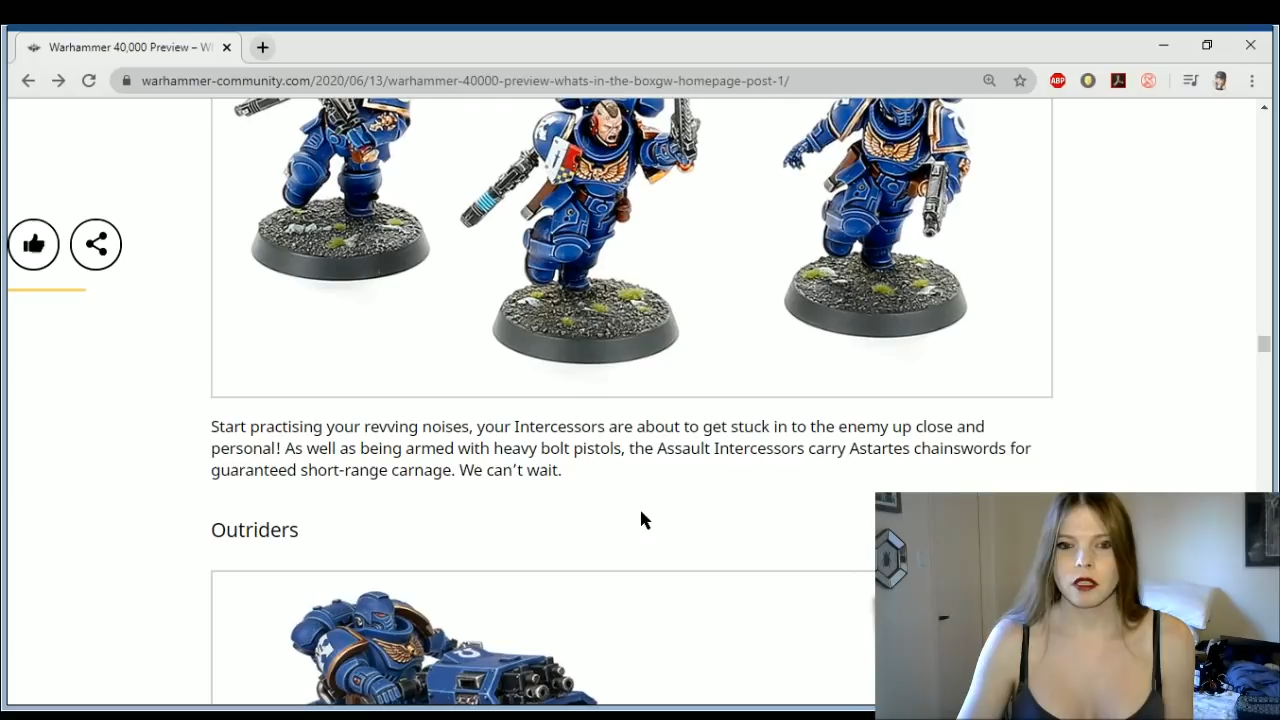 Warhammer 40,000 Preview – W
warhammer-community.com/2020/06/13/warhammer-40000-preview-whats-in-the-boxgw-homepage-post-1/
ABP
Start practising your revving noises, your Intercessors are about to get stuck in to the enemy up close and
personal! As well as being armed with heavy bolt pistols, the Assault Intercessors carry Astartes chainswords for
guaranteed short-range carnage. We can’t wait.
Outriders